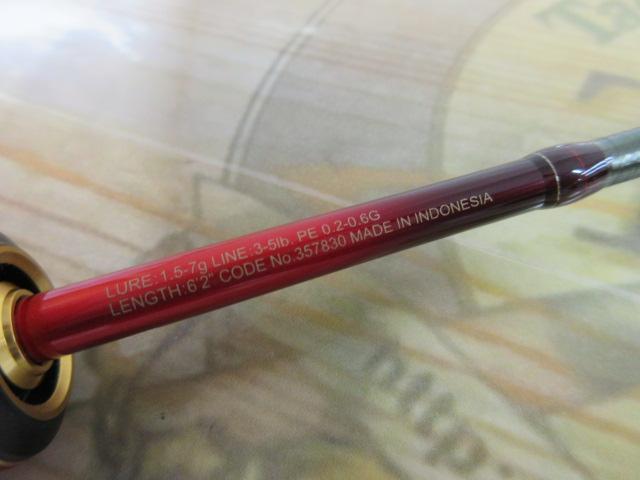 LURE:1.5-7g LINE:3-5lb. PE 0.2-0.6G
LENGTH:6'2" CODE No.357830 MADE IN INDONESIA
http: